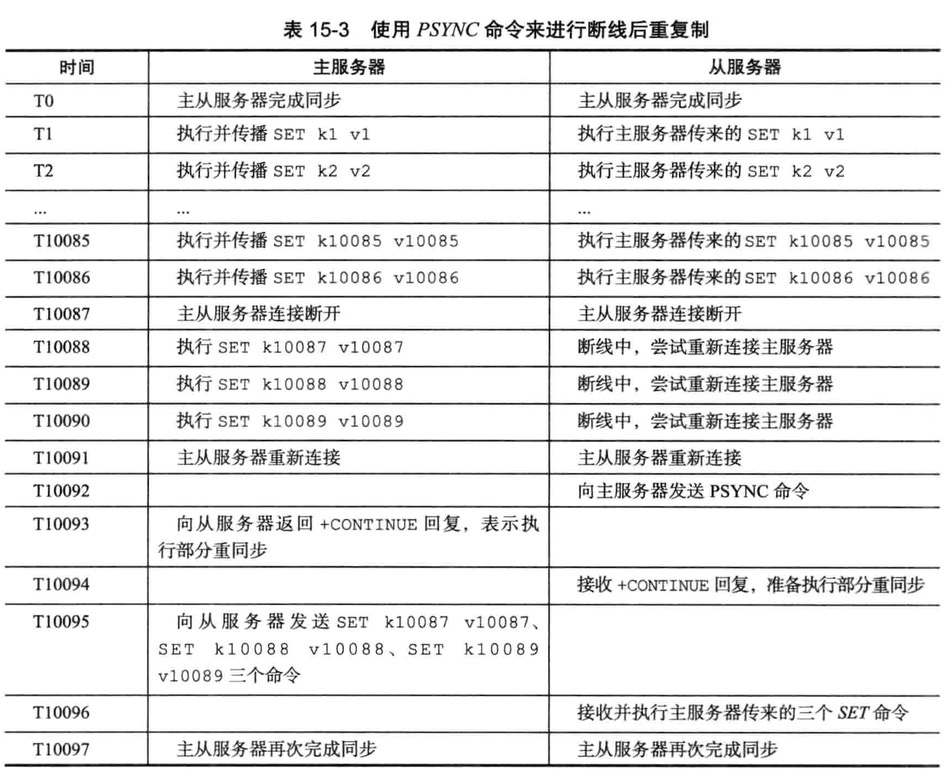 表 15-3 使用 PSYNC 命令来进行断线后重复制
时间 主服务器 从服务器
T0 主从服务器完成同步 主从服务器完成同步
T1 执行并传播 SET k1 v1 执行主服务器传来的 SET k1 v1
T2 执行并传播 SET k2 v2 执行主服务器传来的 SET k2 v2
... ... ...
T10085 执行并传播 SET k10085 v10085 执行主服务器传来的 SET k10085 v10085
T10086 执行并传播 SET k10086 v10086 执行主服务器传来的 SET k10086 v10086
T10087 主从服务器连接断开 主从服务器连接断开
T10088 执行 SET k10087 v10087 断线中，尝试重新连接主服务器
T10089 执行 SET k10088 v10088 断线中，尝试重新连接主服务器
T10090 执行 SET k10089 v10089 断线中，尝试重新连接主服务器
T10091 主从服务器重新连接 主从服务器重新连接
T10092 向主服务器发送 PSYNC 命令
T10093 向从服务器返回 +CONTINUE 回复，表示执
行部分重同步
T10094 接收 +CONTINUE 回复，准备执行部分重同步
T10095 向从服务器发送 SET k10087 v10087、
SET k10088 v10088、SET k10089
v10089 三个命令
T10096 接收并执行主服务器传来的三个 SET 命令
T10097 主从服务器再次完成同步 主从服务器再次完成同步